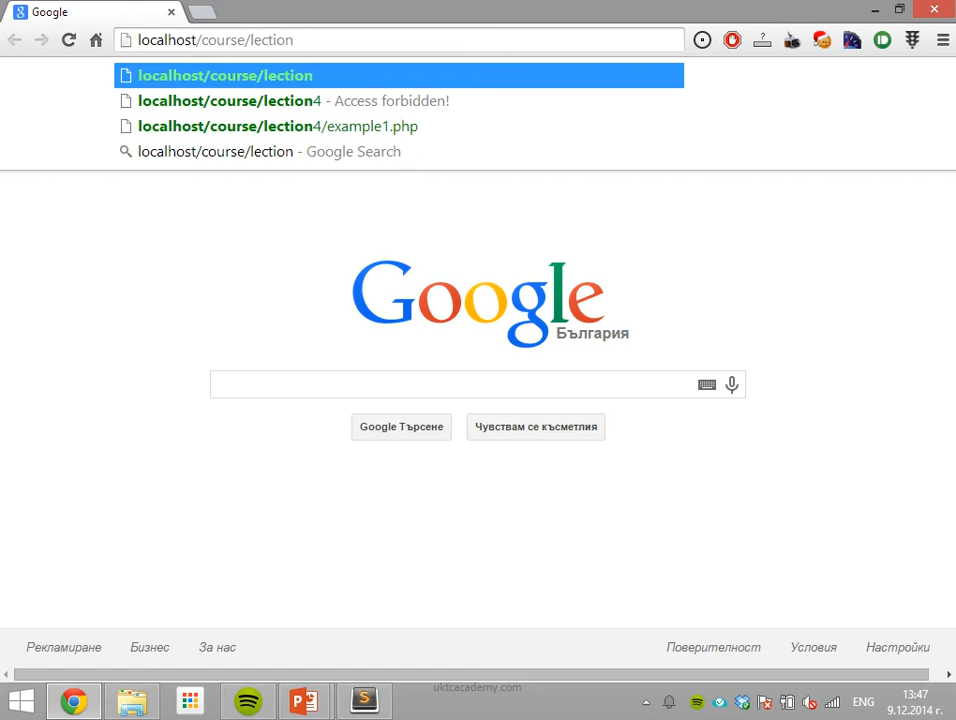 Google
localhost/course/lection
localhost/course/lection
localhost/course/lection4 - Access forbidden!
localhost/course/lection4/example1.php
localhost/course/lection - Google Search
Google
България
Google Търсене
Чувствам се късметлия
Рекламиране Бизнес За нас Поверителност Условия Настройки
uktcacademy.com
ENG
13:47
9.12.2014 г.